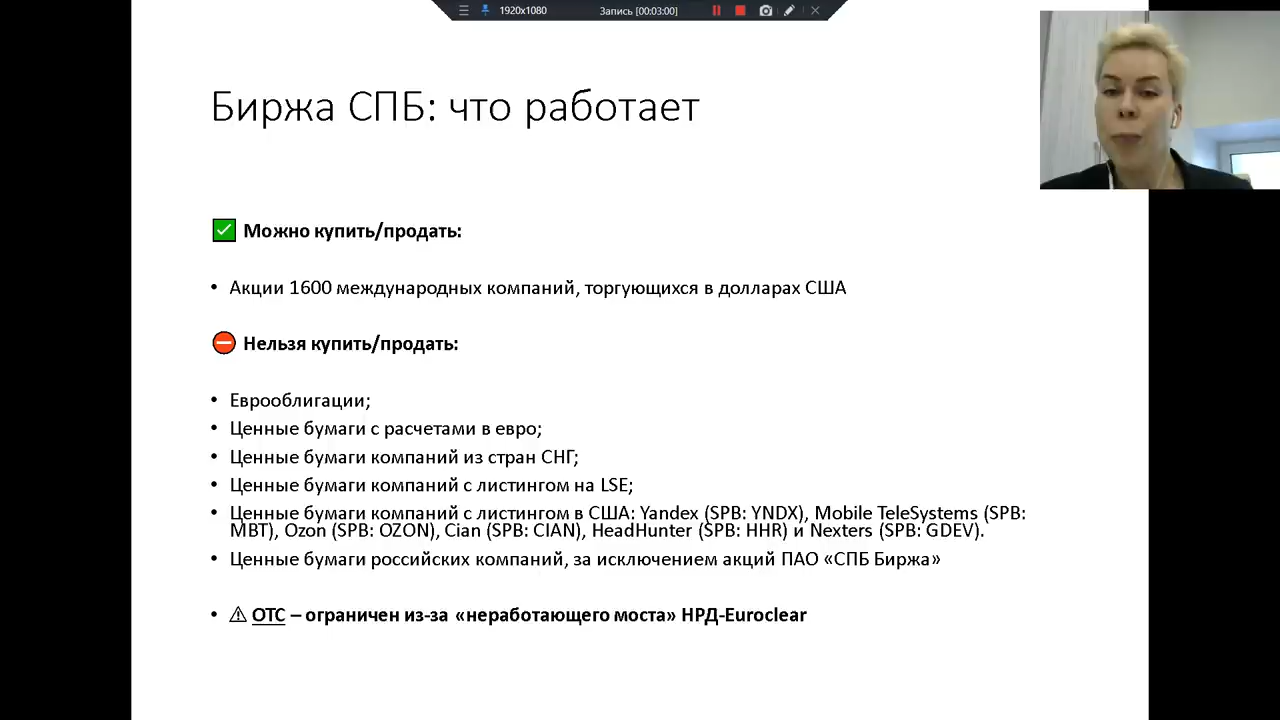 1920x1080
Запись [00:03:00]
Биржа СПБ: что работает
✅ Можно купить/продать:
• Акции 1600 международных компаний, торгующихся в долларах США
⛔ Нельзя купить/продать:
• Еврооблигации;
• Ценные бумаги с расчетами в евро;
• Ценные бумаги компаний из стран СНГ;
• Ценные бумаги компаний с листингом на LSE;
• Ценные бумаги компаний с листингом в США: Yandex (SPB: YNDX), Mobile TeleSystems (SPB:
MBT), Ozon (SPB: OZON), Cian (SPB: CIAN), HeadHunter (SPB: HHR) и Nexters (SPB: GDEV).
• Ценные бумаги российских компаний, за исключением акций ПАО «СПБ Биржа»
• ⚠ OTC – ограничен из-за «неработающего моста» НРД-Euroclear